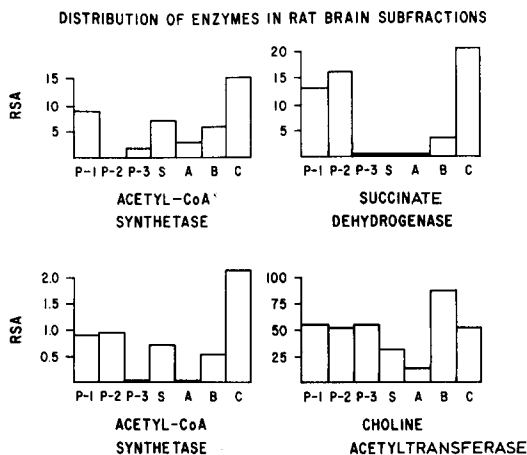 DISTRIBUTION OF ENZYMES IN RAT BRAIN SUBFRACTIONS
RSA
15
10
5
P-1 P-2 P-3 S A B C
ACETYL-CoA
SYNTHETASE
20
15
10
5
P-1 P-2 P-3 S A B C
SUCCINATE
DEHYDROGENASE
RSA
2.0
1.5
1.0
0.5
P-1 P-2 P-3 S A B C
ACETYL-CoA
SYNTHETASE
100
75
50
25
P-1 P-2 P-3 S A B C
CHOLINE
ACETYLTRANSFERASE